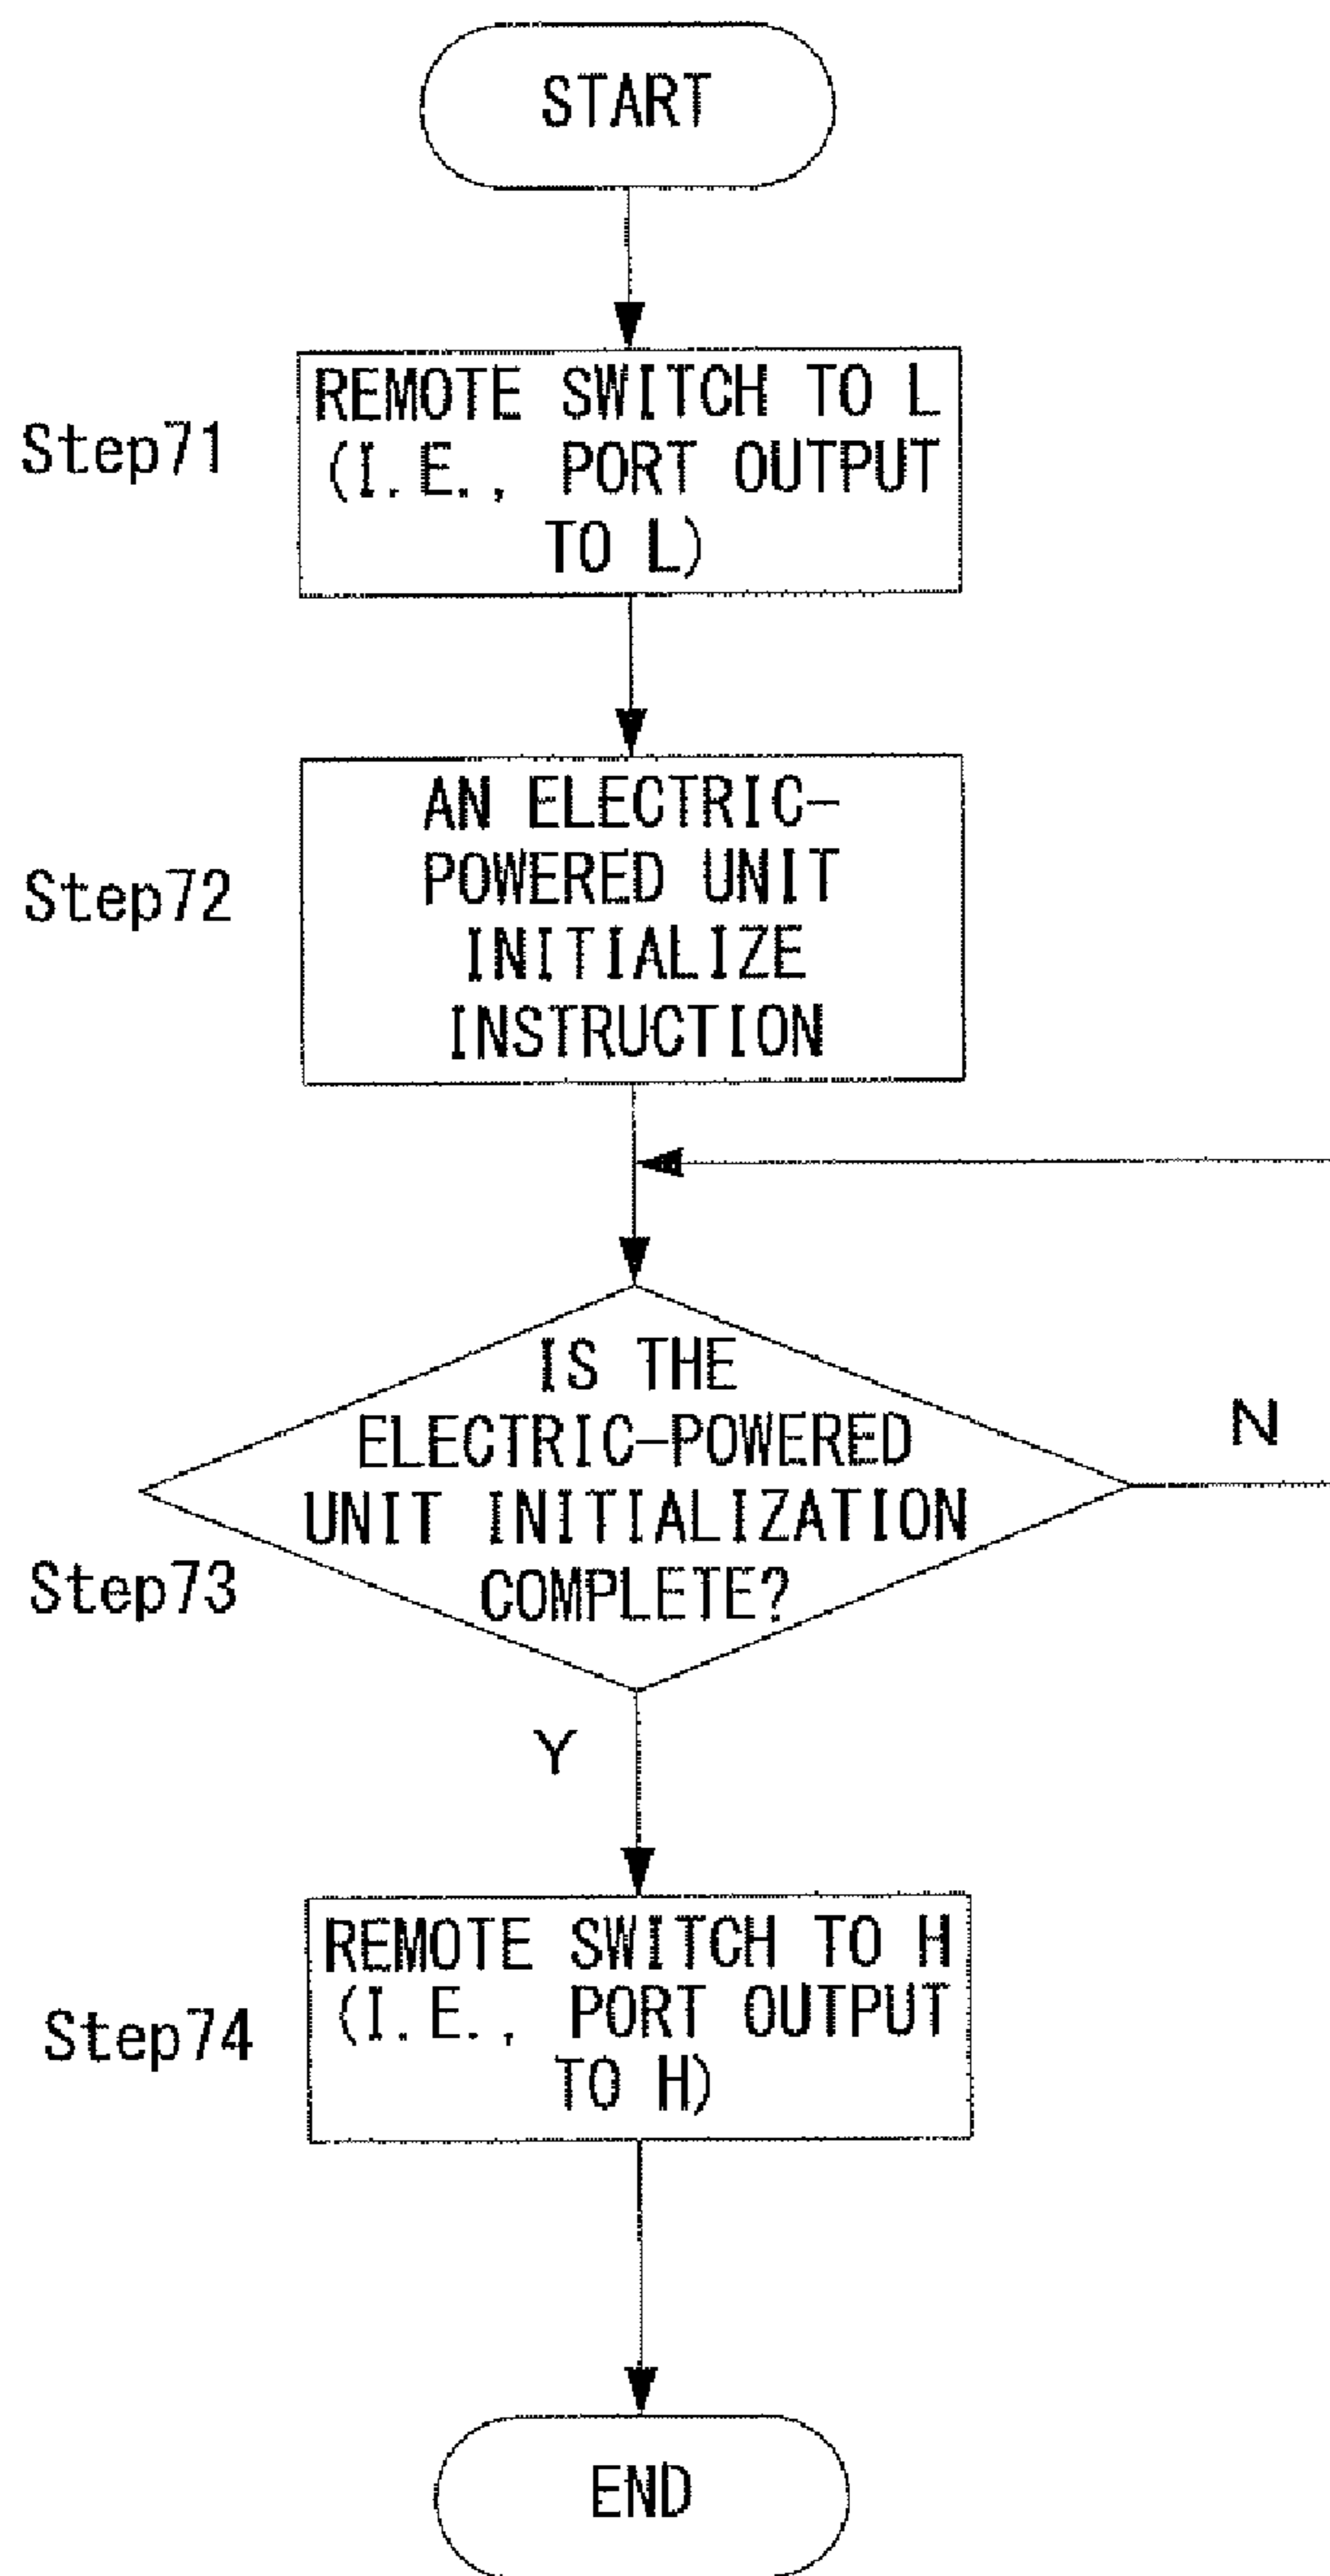 START
Step71
REMOTE SWITCH TO L
(I.E., PORT OUTPUT
TO L)
Step72
AN ELECTRIC-
POWERED UNIT
INITIALIZE
INSTRUCTION
Step73
IS THE
ELECTRIC-POWERED
UNIT INITIALIZATION
COMPLETE?
N
Y
Step74
REMOTE SWITCH TO H
(I.E., PORT OUTPUT
TO H)
END